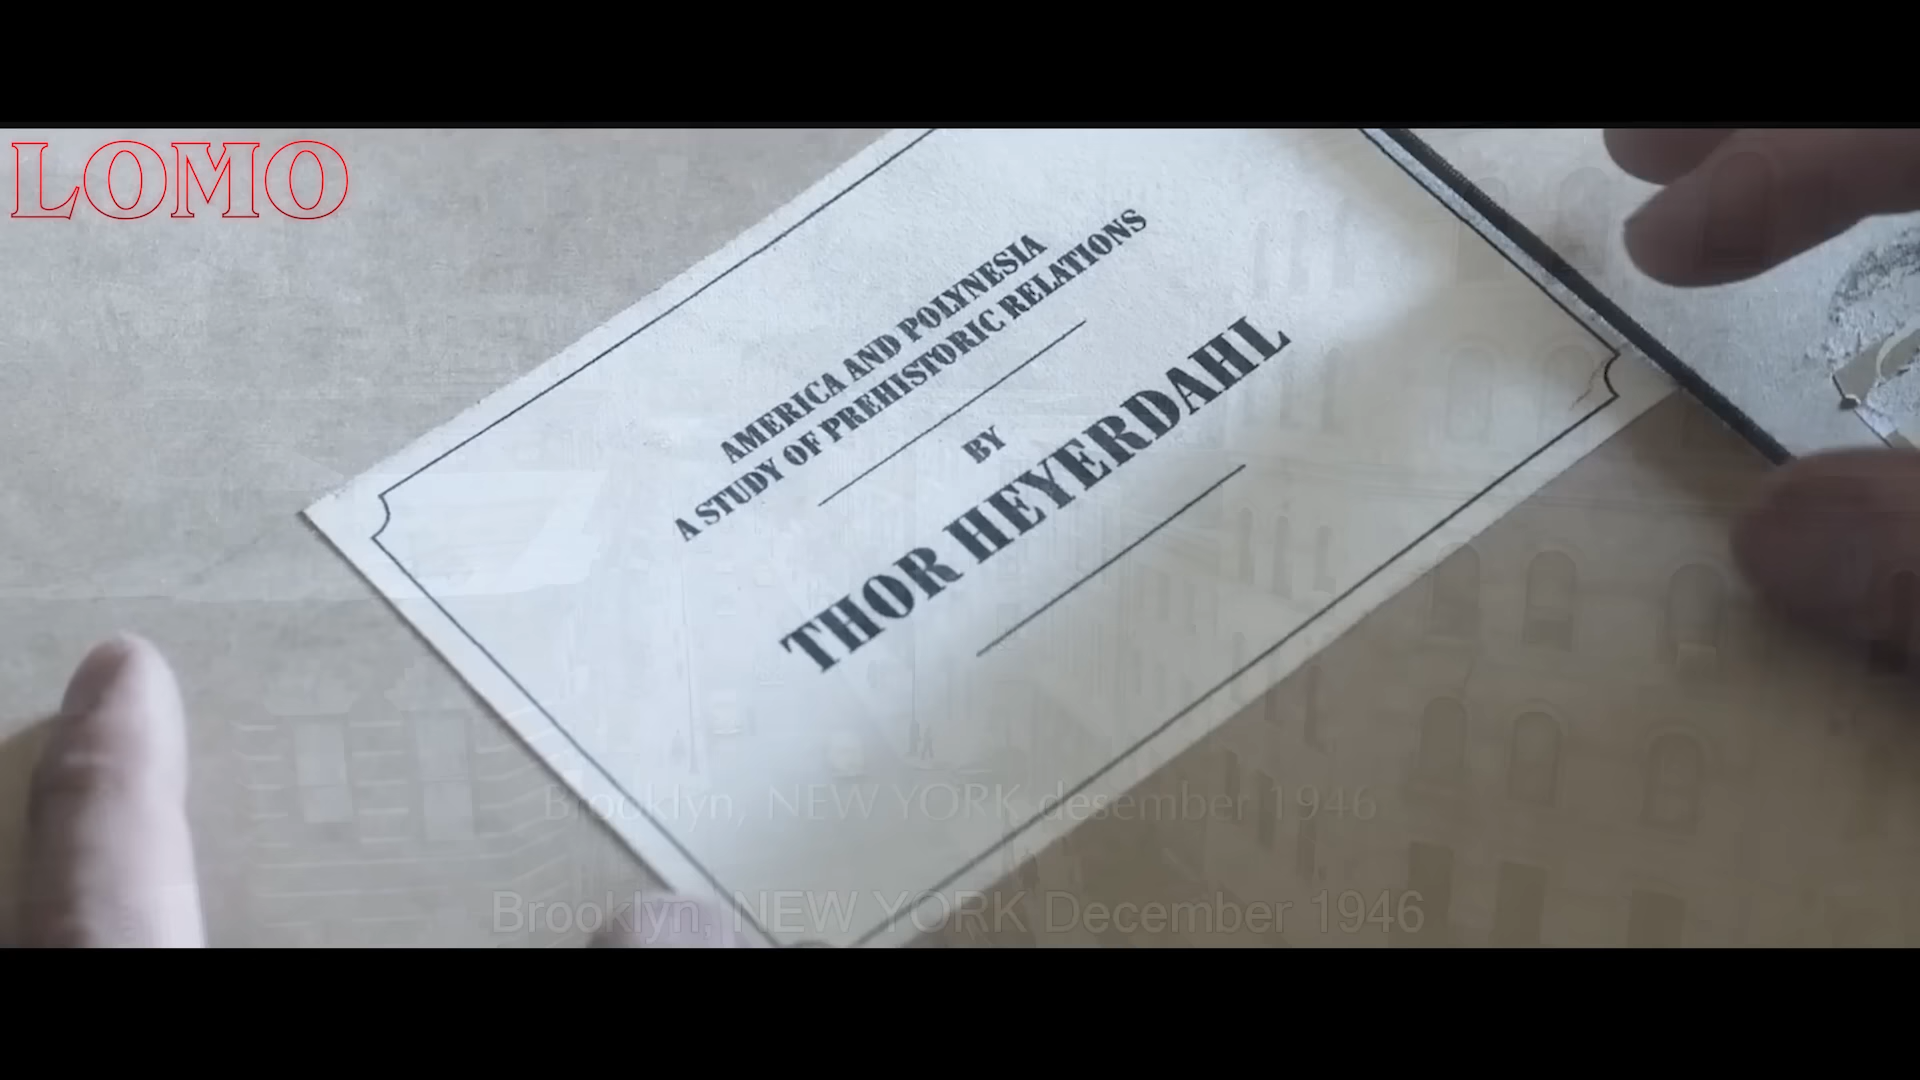 LOMO
AMERICA AND POLYNESIA
A STUDY OF PREHISTORIC RELATIONS
BY
THOR HEYERDAHL
Brooklyn, NEW YORK desember 1946
Brooklyn, NEW YORK December 1946